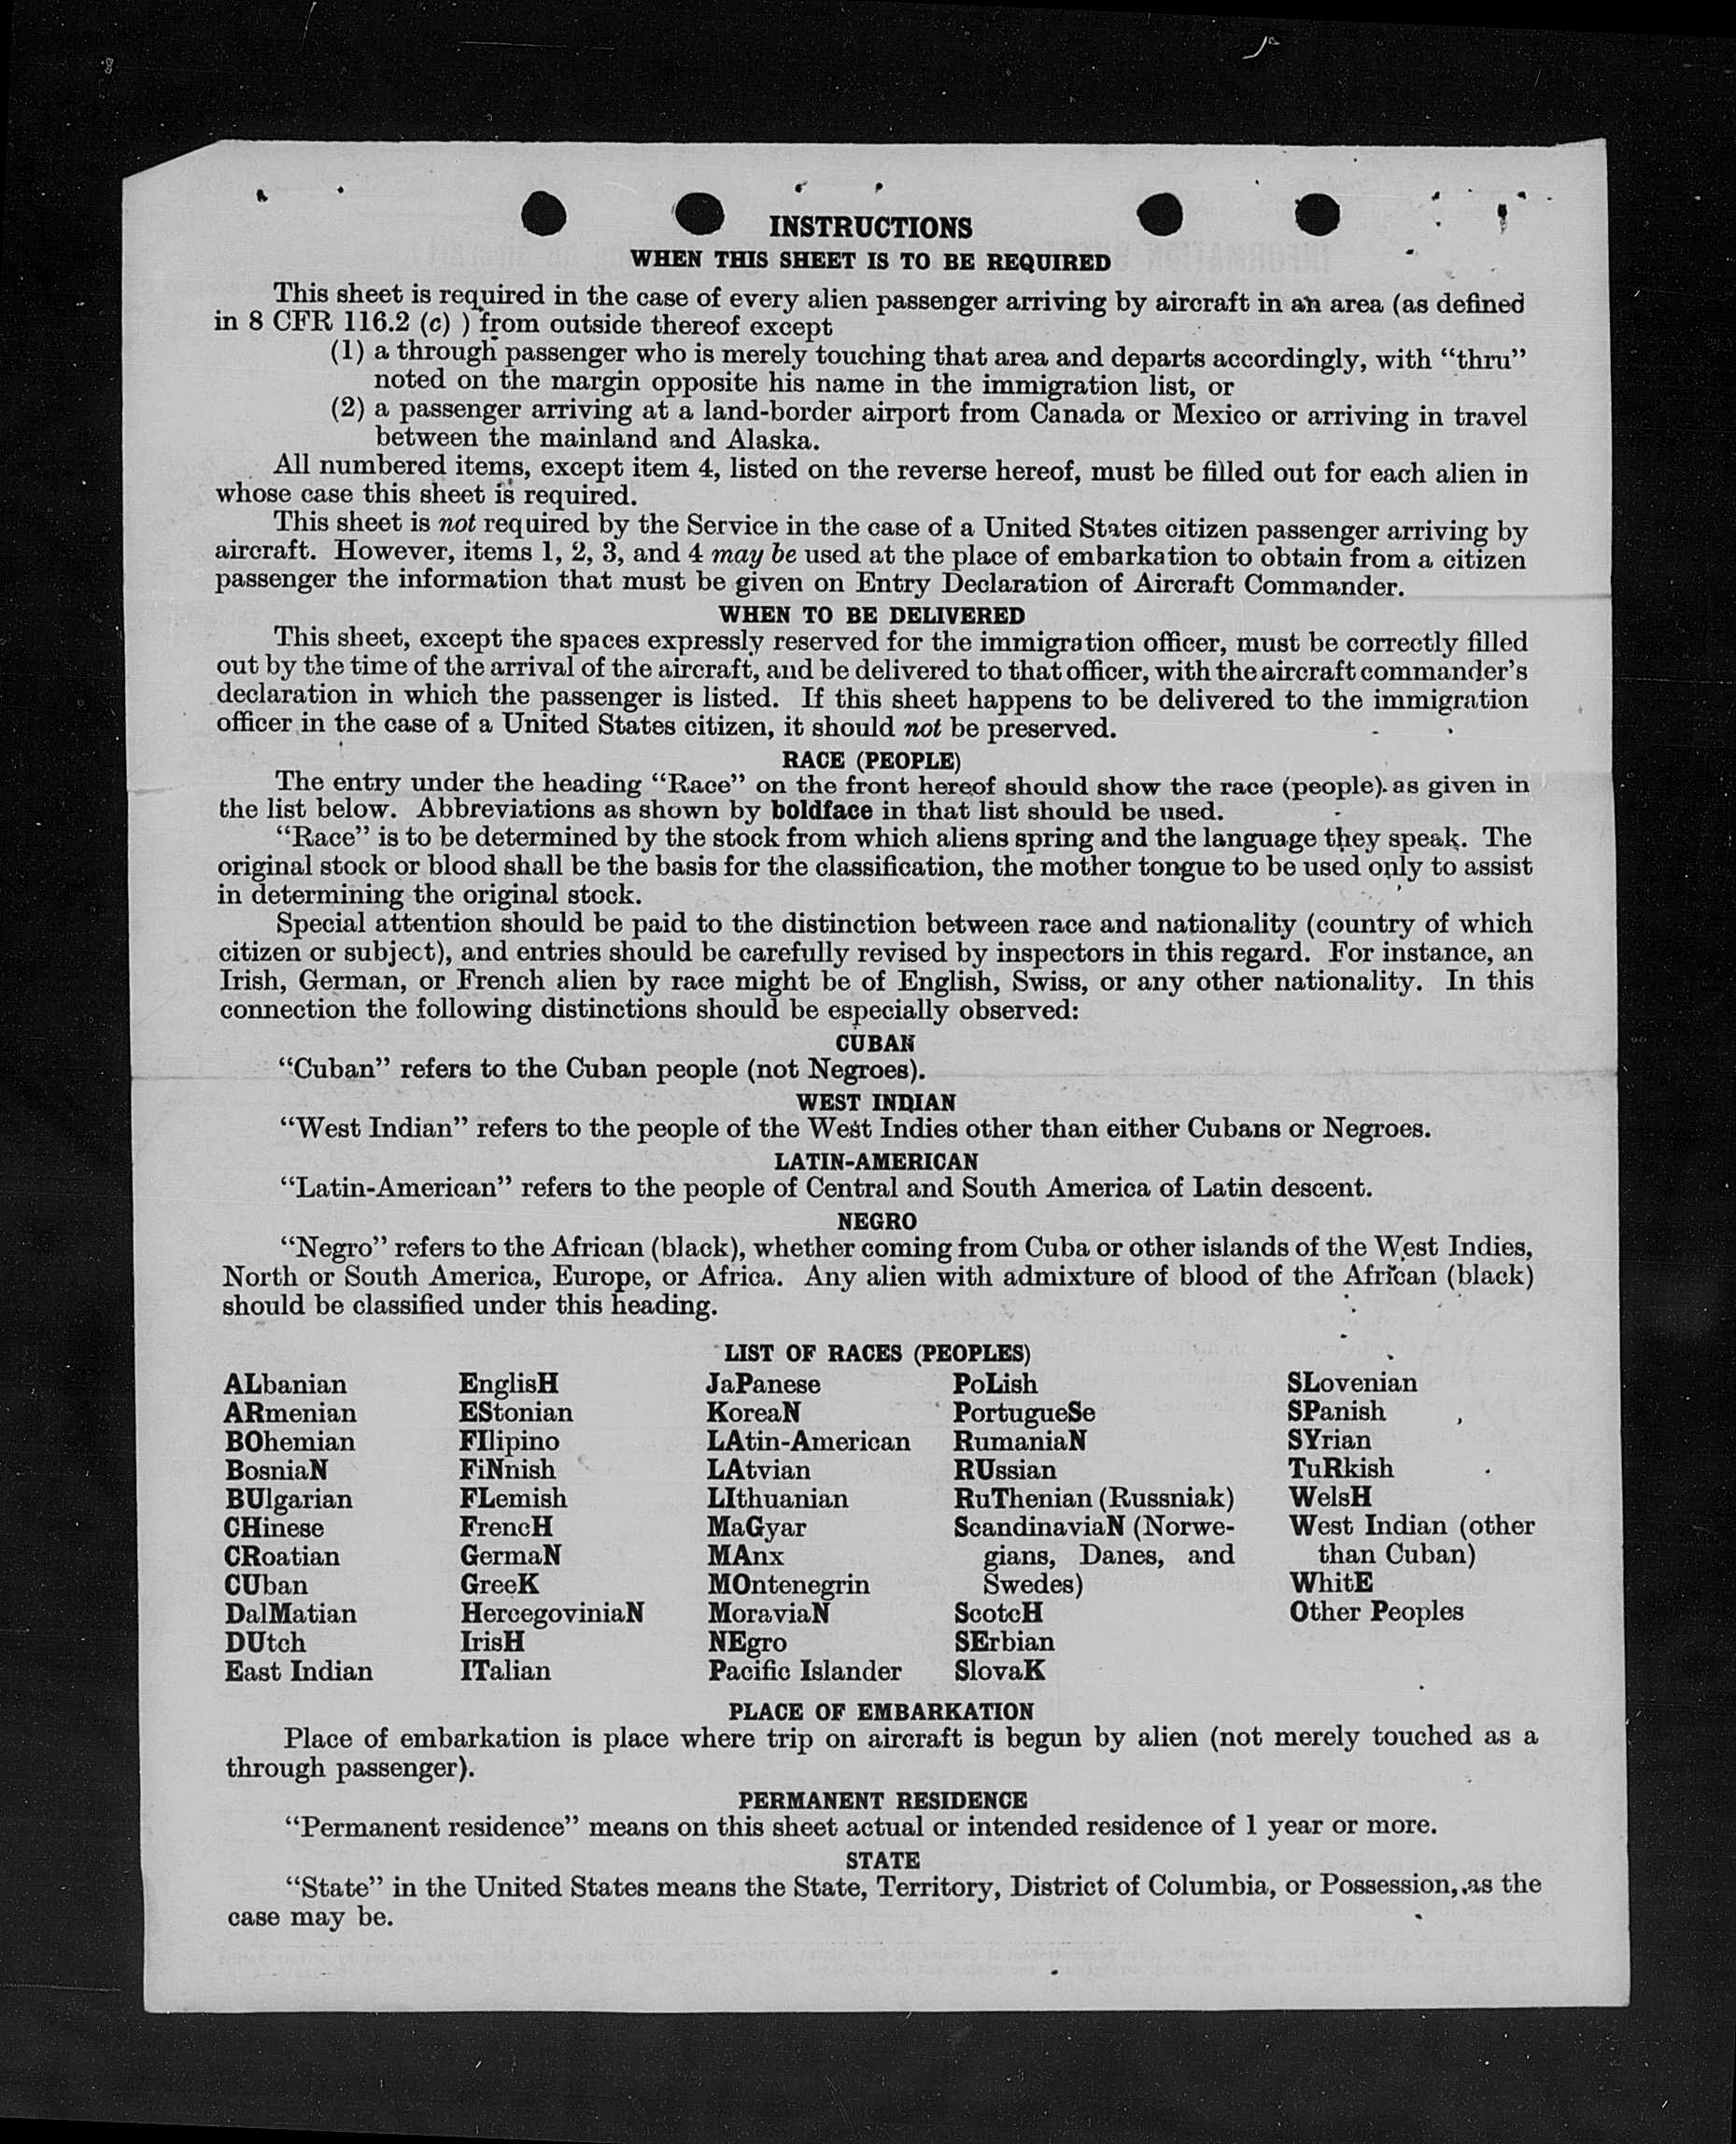 INSTRUCTIONS
WHEN THIS SHEET IS TO BE REQUIRED
This sheet is required in the case of every alien passenger arriving by aircraft in an area (as defined
in 8 CFR 116.2 (c) ) from outside thereof except
(1) a through passenger who is merely touching that area and departs accordingly, with “thru”
noted on the margin opposite his name in the immigration list, or
(2) a passenger arriving at a land-border airport from Canada or Mexico or arriving in travel
between the mainland and Alaska.
All numbered items, except item 4, listed on the reverse hereof, must be filled out for each alien in
whose case this sheet is required.
This sheet is not required by the Service in the case of a United States citizen passenger arriving by
aircraft. However, items 1, 2, 3, and 4 may be used at the place of embarkation to obtain from a citizen
passenger the information that must be given on Entry Declaration of Aircraft Commander.
WHEN TO BE DELIVERED
This sheet, except the spaces expressly reserved for the immigration officer, must be correctly filled
out by the time of the arrival of the aircraft, and be delivered to that officer, with the aircraft commander’s
declaration in which the passenger is listed. If this sheet happens to be delivered to the immigration
officer in the case of a United States citizen, it should not be preserved.
RACE (PEOPLE)
The entry under the heading “Race” on the front hereof should show the race (people) as given in
the list below. Abbreviations as shown by boldface in that list should be used.
“Race” is to be determined by the stock from which aliens spring and the language they speak. The
original stock or blood shall be the basis for the classification, the mother tongue to be used only to assist
in determining the original stock.
Special attention should be paid to the distinction between race and nationality (country of which
citizen or subject), and entries should be carefully revised by inspectors in this regard. For instance, an
Irish, German, or French alien by race might be of English, Swiss, or any other nationality. In this
connection the following distinctions should be especially observed:
CUBAN
“Cuban” refers to the Cuban people (not Negroes).
WEST INDIAN
“West Indian” refers to the people of the West Indies other than either Cubans or Negroes.
LATIN-AMERICAN
“Latin-American” refers to the people of Central and South America of Latin descent.
NEGRO
“Negro” refers to the African (black), whether coming from Cuba or other islands of the West Indies,
North or South America, Europe, or Africa. Any alien with admixture of blood of the African (black)
should be classified under this heading.
LIST OF RACES (PEOPLES)
ALbanian
ARmenian
BOhemian
BosniaN
BUlgarian
CHinese
CRoatian
CUban
DalMatian
DUtch
East Indian
EnglisH
EStonian
FIlipino
FiNnish
FLemish
FrencH
GermaN
GreeK
HercegoviniaN
IrisH
ITalian
JaPanese
KoreaN
LAtin-American
LAtvian
LIthuanian
MaGyar
MAnx
MOntenegrin
MoraviaN
NEgro
Pacific Islander
PoLish
PortugueSe
RumaniaN
RUssian
RuThenian (Russniak)
ScandinaviaN (Norwe-
gians, Danes, and
Swedes)
ScotcH
SErbian
SlovaK
SLovenian
SPanish
SYrian
TuRkish
WelsH
West Indian (other
than Cuban)
WhitE
Other Peoples
PLACE OF EMBARKATION
Place of embarkation is place where trip on aircraft is begun by alien (not merely touched as a
through passenger).
PERMANENT RESIDENCE
“Permanent residence” means on this sheet actual or intended residence of 1 year or more.
STATE
“State” in the United States means the State, Territory, District of Columbia, or Possession, as the
case may be.